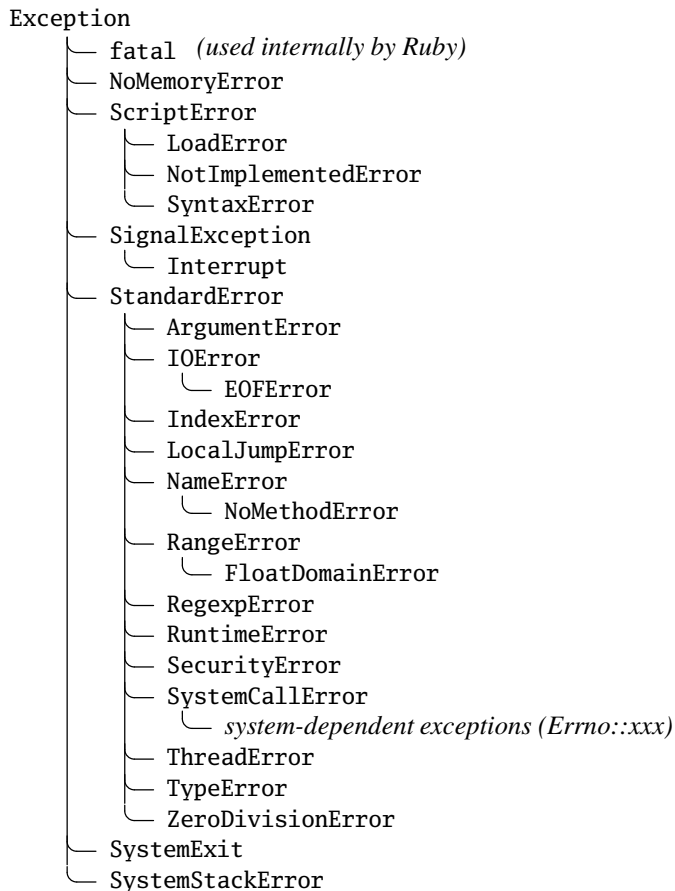 Exception
fatal (used internally by Ruby)
NoMemoryError
ScriptError
LoadError
NotImplementedError
SyntaxError
SignalException
Interrupt
StandardError
ArgumentError
IOError
EOFError
IndexError
LocalJumpError
NameError
NoMethodError
RangeError
FloatDomainError
RegexpError
RuntimeError
SecurityError
SystemCallError
system-dependent exceptions (Errno::xxx)
ThreadError
TypeError
ZeroDivisionError
SystemExit
SystemStackError